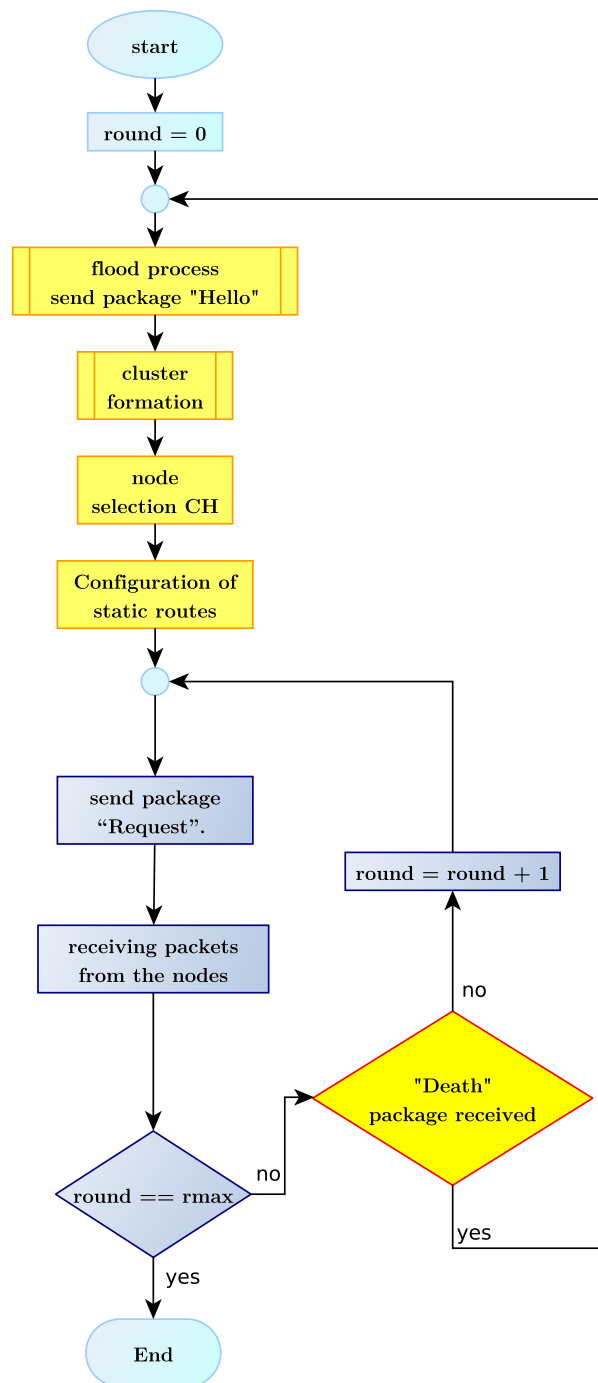 start
round = 0
flood process
send package "Hello"
cluster
formation
node
selection CH
Configuration of
static routes
send package
“Request”.
round = round + 1
receiving packets
from the nodes
no
"Death"
package received
no
round == rmax
yes
yes
End